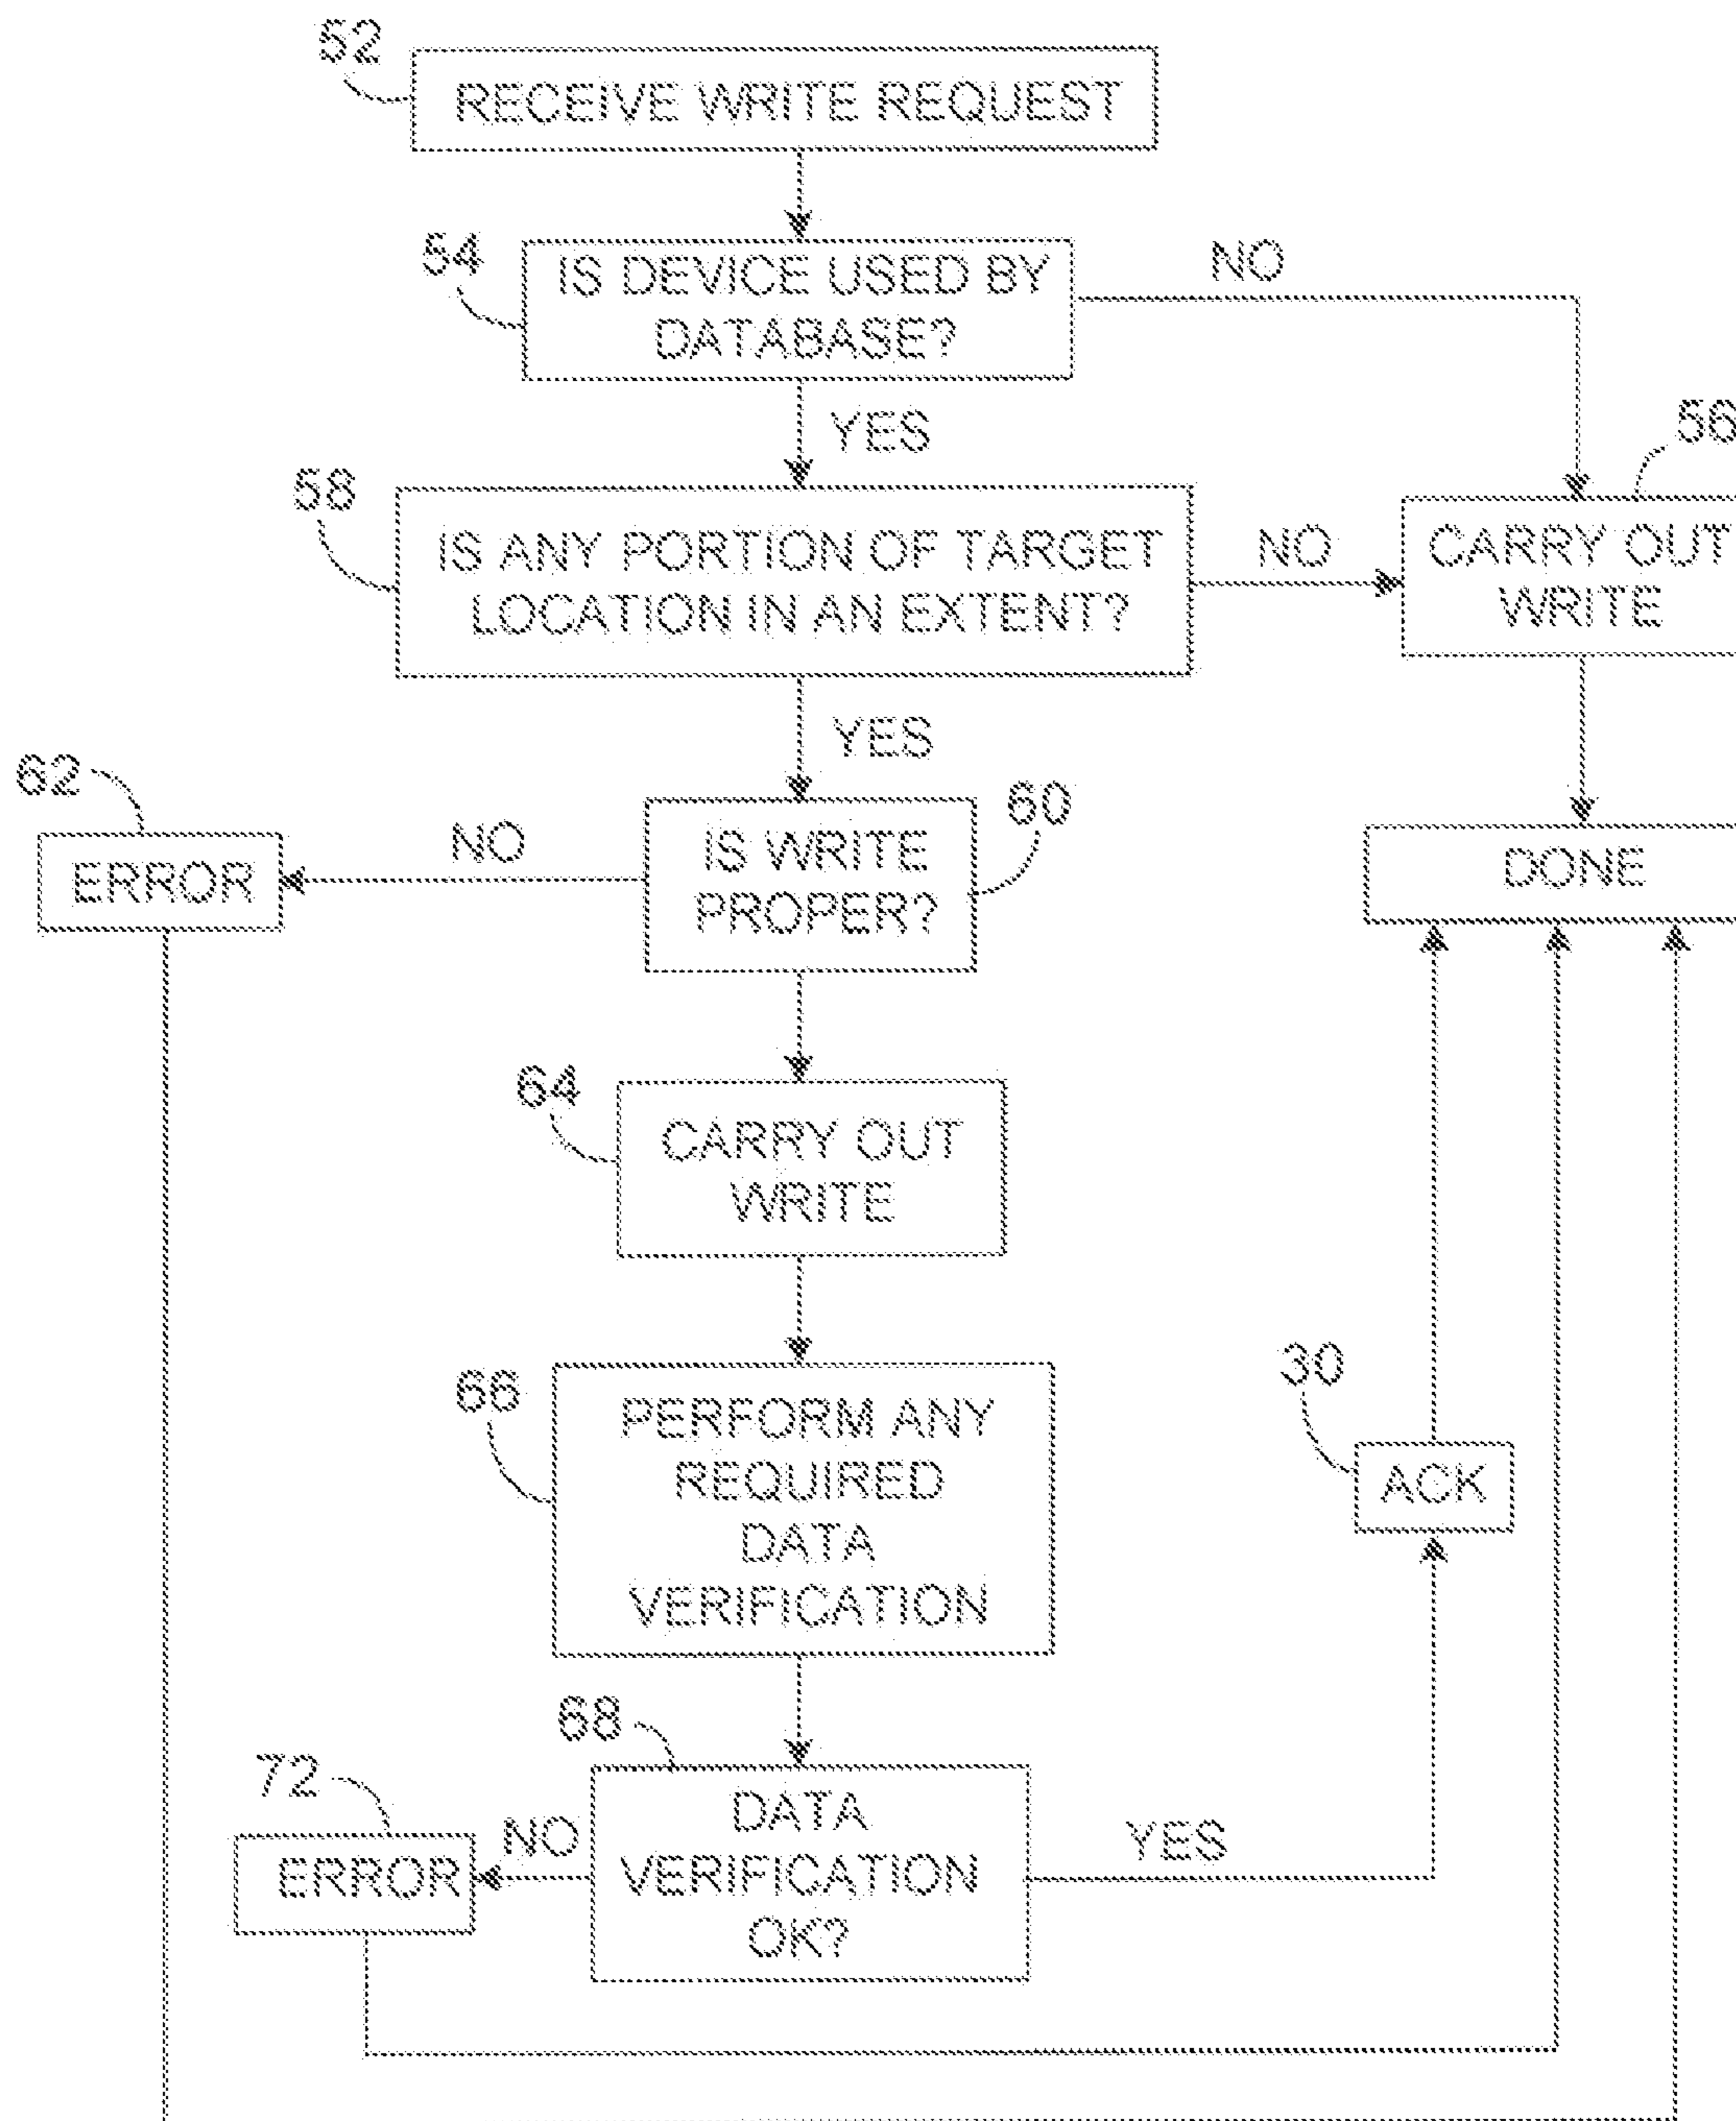 52
RECEIVE WRITE REQUEST
54
IS DEVICE USED BY
DATABASE?
NO
YES
56
58
IS ANY PORTION OF TARGET
LOCATION IN AN EXTENT?
NO
CARRY OUT
WRITE
YES
62
ERROR
NO
IS WRITE
PROPER?
60
DONE
64
CARRY OUT
WRITE
66
PERFORM ANY
REQUIRED
DATA
VERIFICATION
30
ACK
68
72
ERROR
NO
DATA
VERIFICATION
OK?
YES